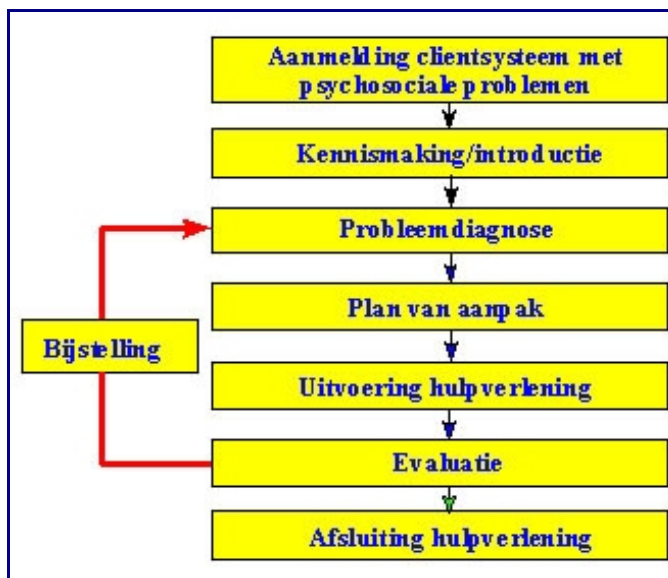 Aanmelding clientsysteem met
psychosociale problemen
Kennismaking/introductie
Probleemdiagnose
Plan van aanpak
Bijstelling
Uitvoering hulpverlening
Evaluatie
Afsluiting hulpverlening